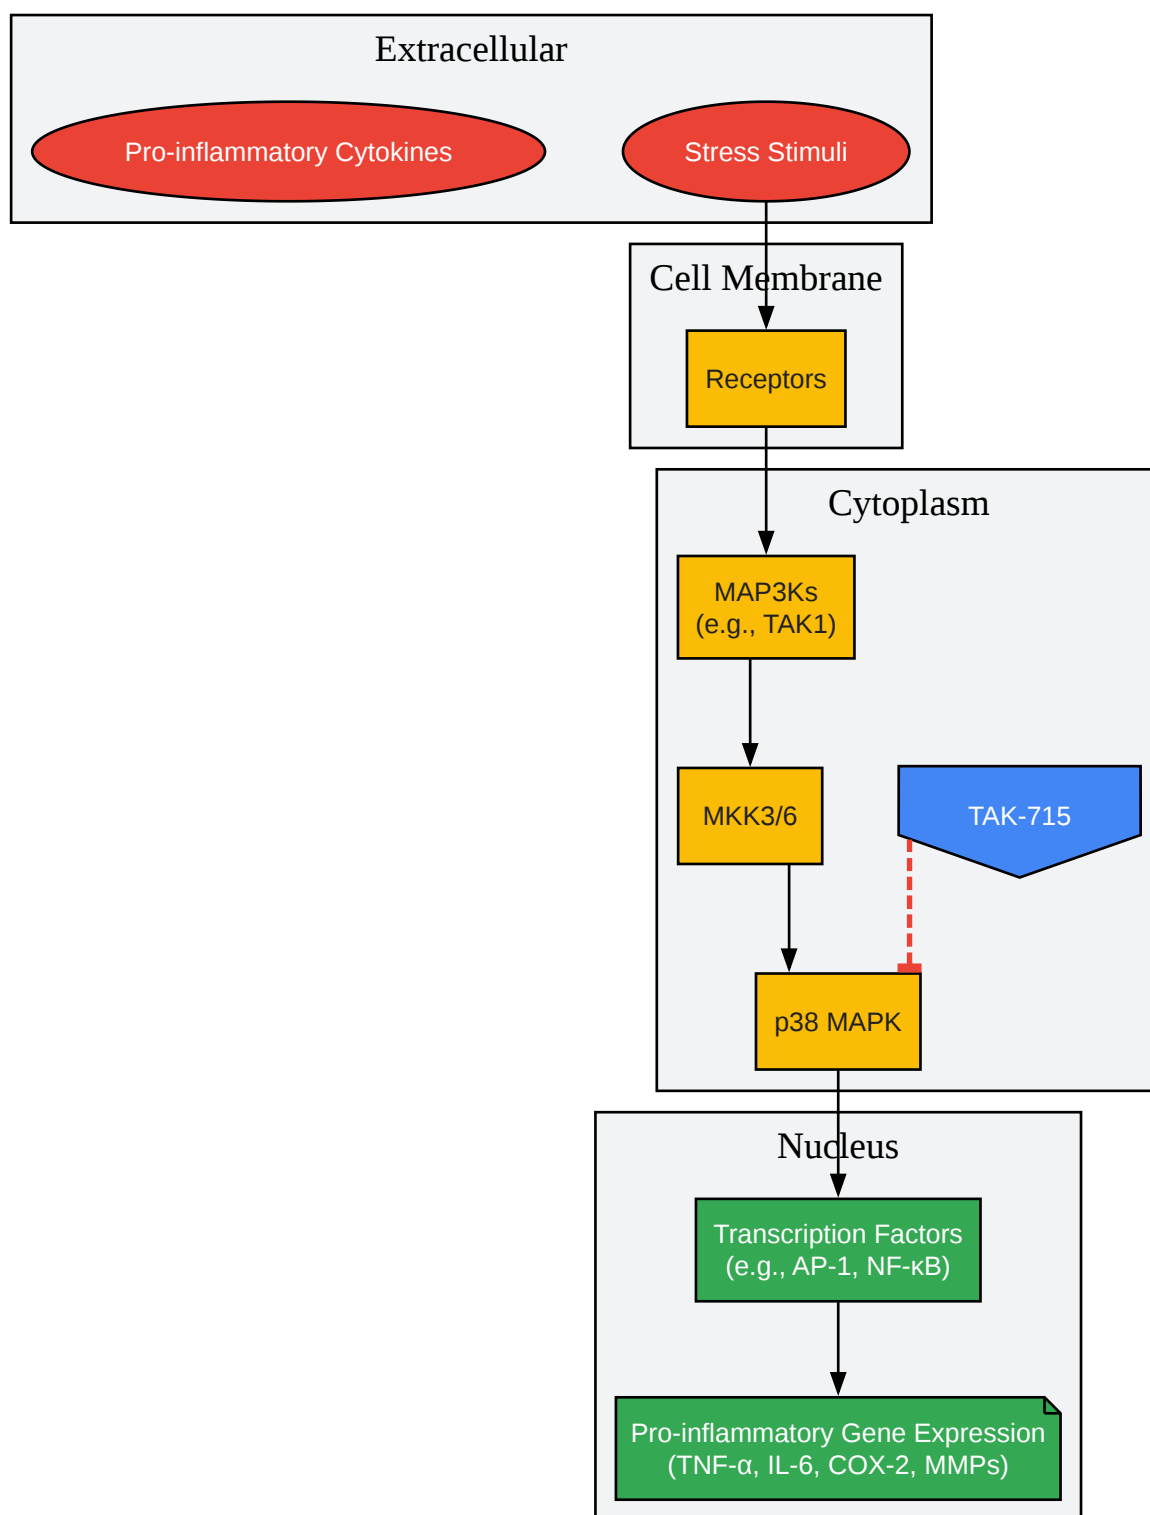 Extracellular
Pro-inflammatory Cytokines
Stress Stimuli
Cell Membrane
Receptors
Cytoplasm
MAP3Ks
(e.g., TAK1)
MKK3/6
TAK-715
p38 MAPK
Nucleus
Transcription Factors
(e.g., AP-1, NF-κB)
Pro-inflammatory Gene Expression
(TNF-α, IL-6, COX-2, MMPs)